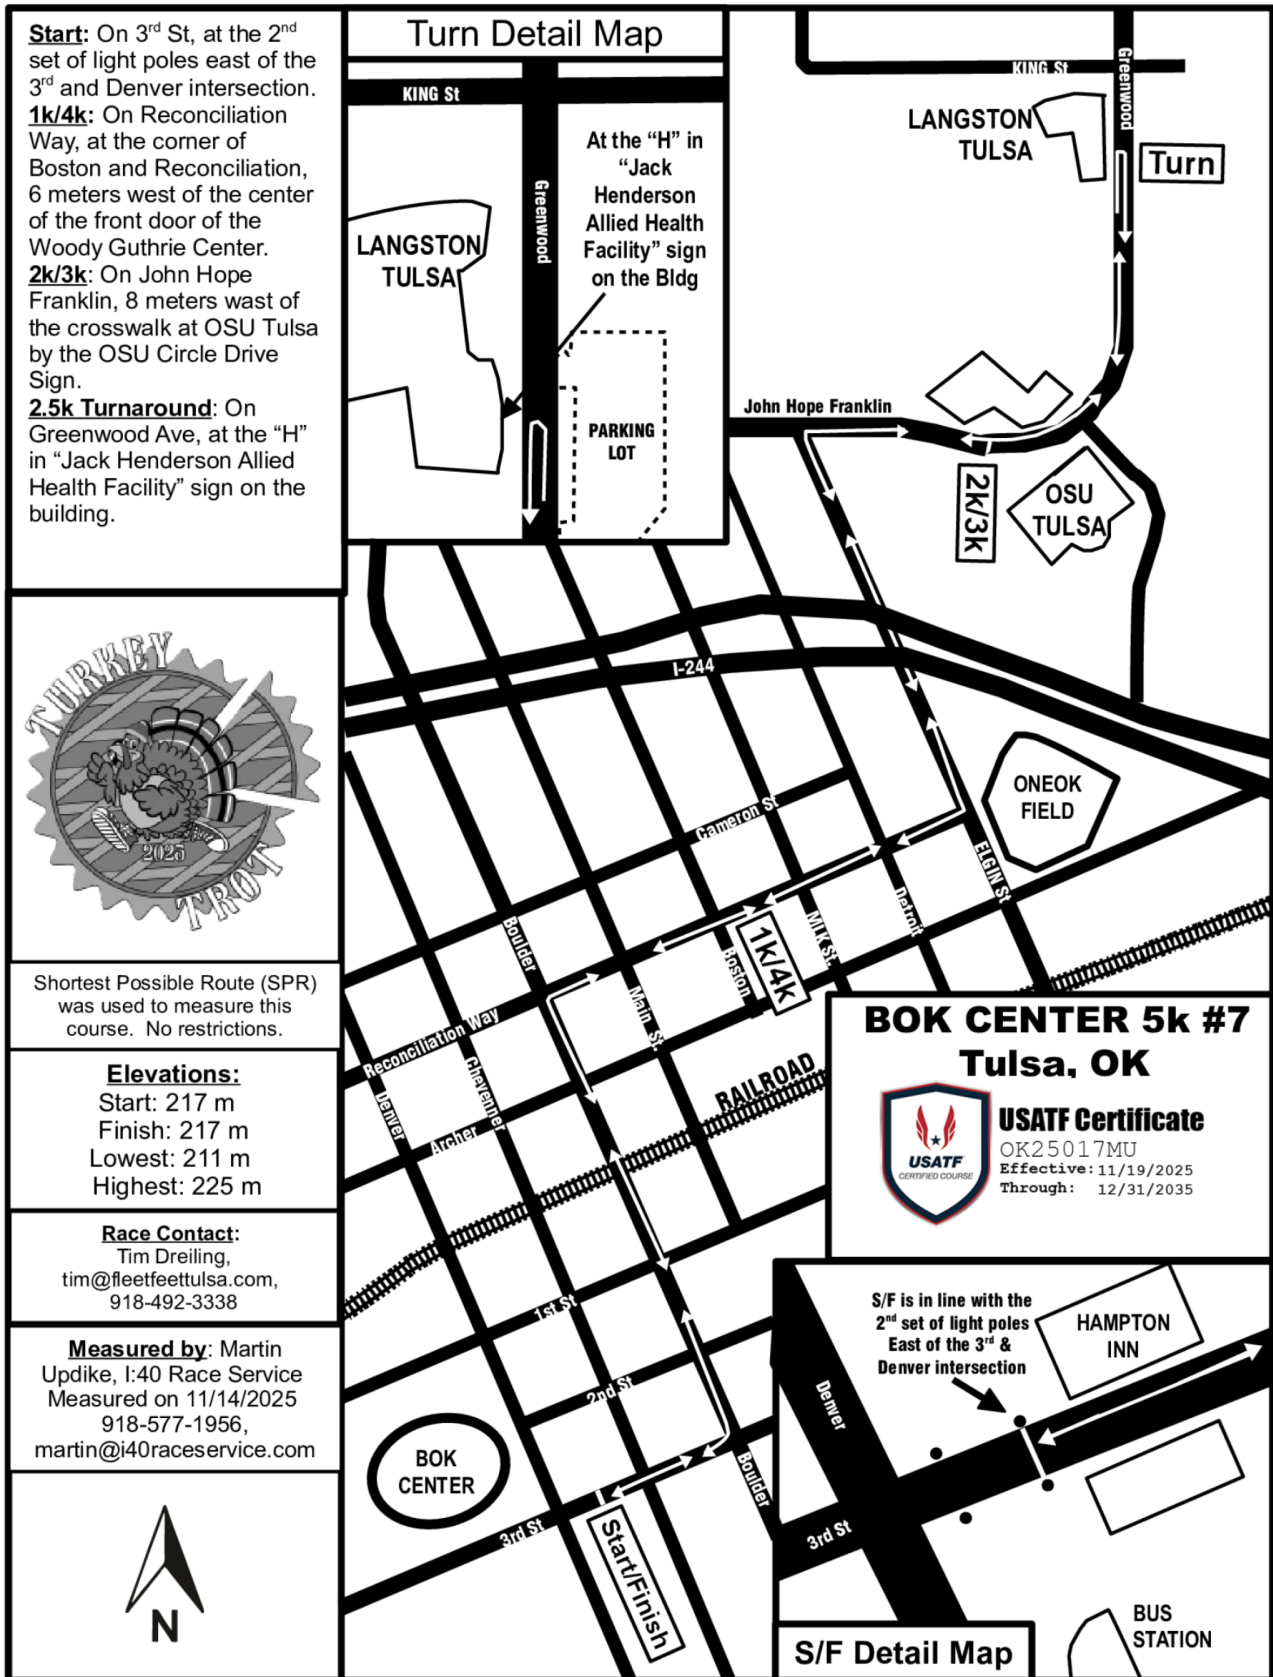 Start: On 3rd St, at the 2nd
set of light poles east of the
3rd and Denver intersection.
1k/4k: On Reconciliation
Way, at the corner of
Boston and Reconciliation,
6 meters west of the center
of the front door of the
Woody Guthrie Center.
2k/3k: On John Hope
Franklin, 8 meters wast of
the crosswalk at OSU Tulsa
by the OSU Circle Drive
Sign.
2.5k Turnaround: On
Greenwood Ave, at the “H”
in “Jack Henderson Allied
Health Facility” sign on the
building.
Turn Detail Map
KING St
Greenwood
LANGSTON
TULSA
At the “H” in
“Jack
Henderson
Allied Health
Facility” sign
on the Bldg
PARKING
LOT
KING St
Greenwood
LANGSTON
TULSA
Turn
John Hope Franklin
2k/3k
OSU
TULSA
I-244
ONEOK
FIELD
Cameron St
ELGIN St
Detroit
MLK St.
Boston
1k/4k
Boulder
Main St.
Reconciliation Way
Cheyenner
Denver
Archer
RAILROAD
1st St
2nd St
BOK
CENTER
Boulder
3rd St
Start/Finish
TURKEY
2025
TROT
Shortest Possible Route (SPR)
was used to measure this
course. No restrictions.
Elevations:
Start: 217 m
Finish: 217 m
Lowest: 211 m
Highest: 225 m
Race Contact:
Tim Dreiling,
tim@fleetfeettulsa.com,
918-492-3338
Measured by: Martin
Updike, I:40 Race Service
Measured on 11/14/2025
918-577-1956,
martin@i40raceservice.com
N
BOK CENTER 5k #7
Tulsa, OK
USATF
CERTIFIED COURSE
USATF Certificate
OK25017MU
Effective: 11/19/2025
Through: 12/31/2035
S/F is in line with the
2nd set of light poles
East of the 3rd &
Denver intersection
HAMPTON
INN
Denver
3rd St
BUS
STATION
S/F Detail Map